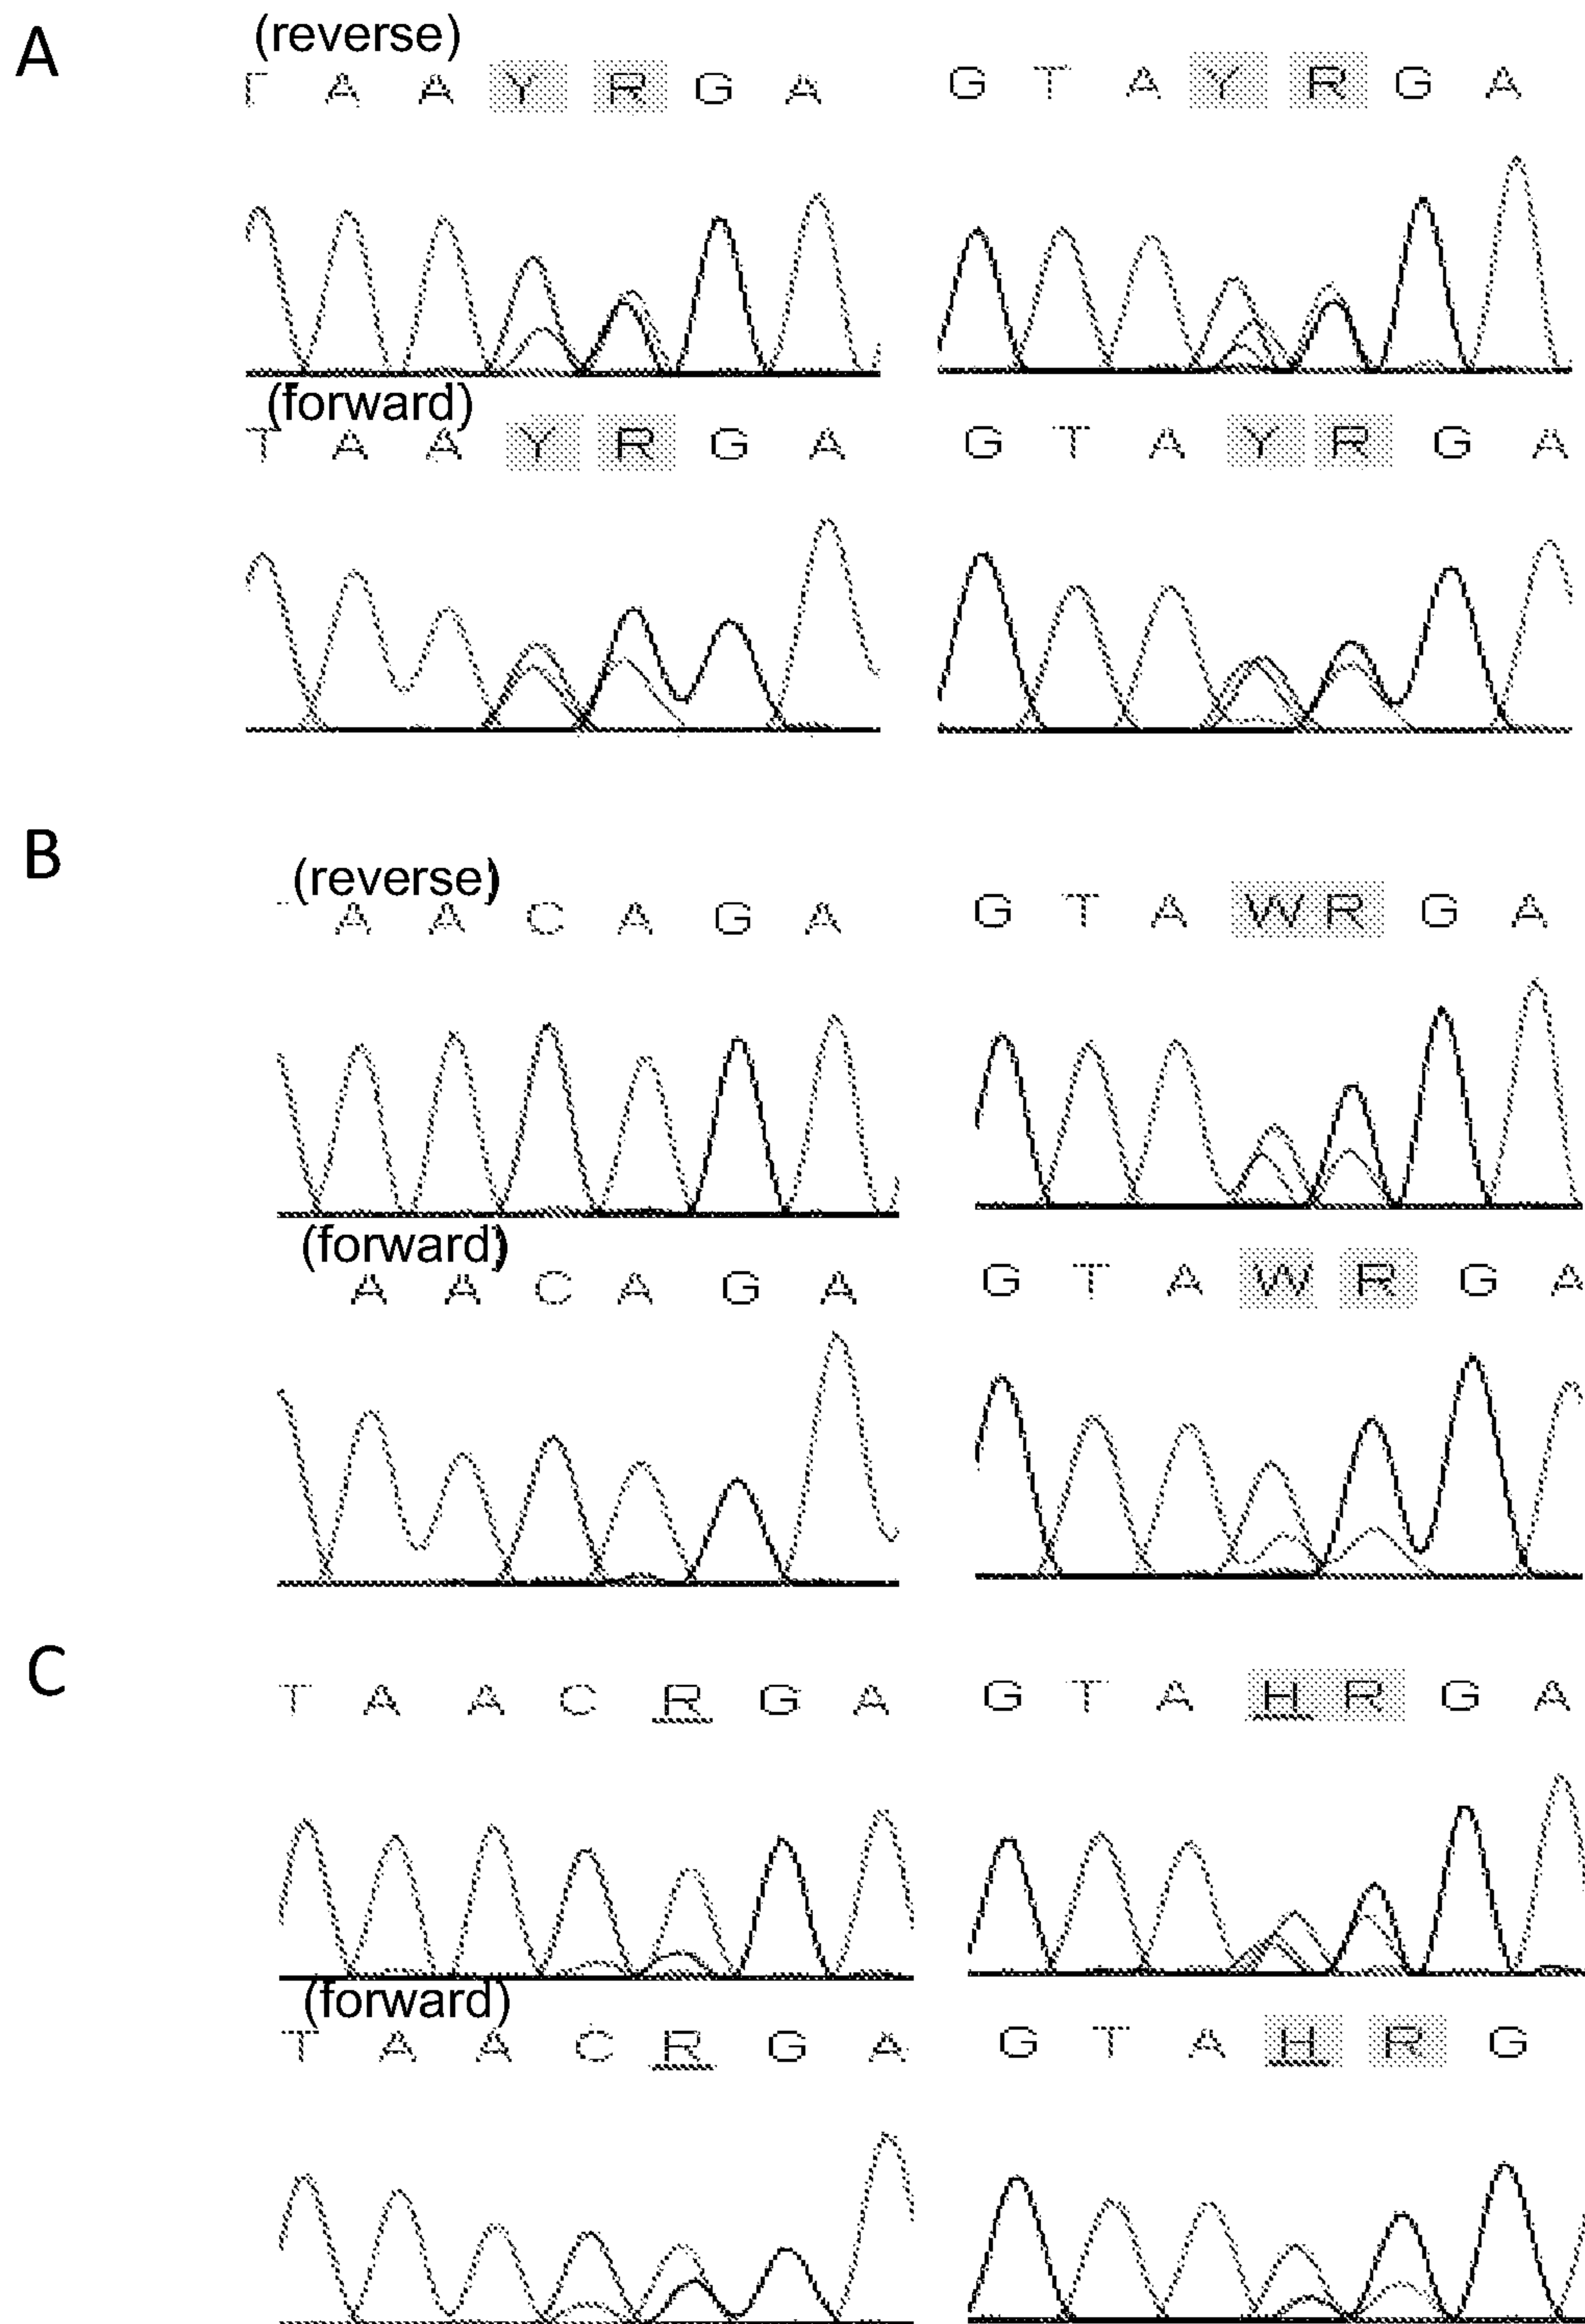 A
(reverse)
T A A Y R G A G T A Y R G A
(forward)
T A A Y R G A G T A Y R G A
B
(reverse)
A A C A G A G T A W R G A
(forward)
A A C A G A G T A W R G A
C
T A A C R G A G T A H R G A
(forward)
T A A C R G A G T A H R G